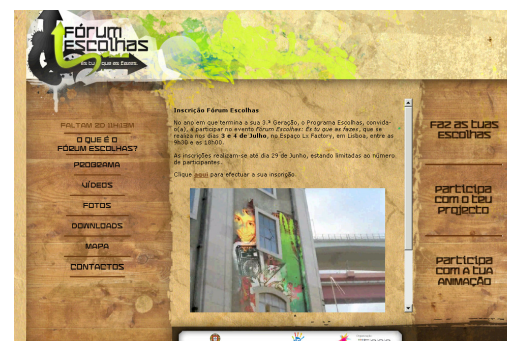 FÓRUM
ESCOLHAS
És tu que as fazes.
FALTAM 2D 11H13M
O QUE É O
FÓRUM ESCOLHAS?
PROGRAMA
VÍDEOS
FOTOS
DOWNLOADS
MAPA
CONTACTOS
Inscrição Fórum Escolhas
No ano em que termina a sua 3.ª Geração, o Programa Escolhas, convida-
o(a), a participar no evento Fórum Escolhas: És tu que as fazes, que se
realiza nos dias 3 e 4 de Julho, no Espaço Lx Factory, em Lisboa, entre as
9h30 e as 18h00.
As inscrições realizam-se até dia 29 de Junho, estando limitadas ao número
de participantes.
Clique aqui para efectuar a sua inscrição.
FAZ AS TUAS
ESCOLHAS
PARTICIPA
COM O TEU
PROJECTO
PARTICIPA
COM A TUA
ANIMAÇÃO